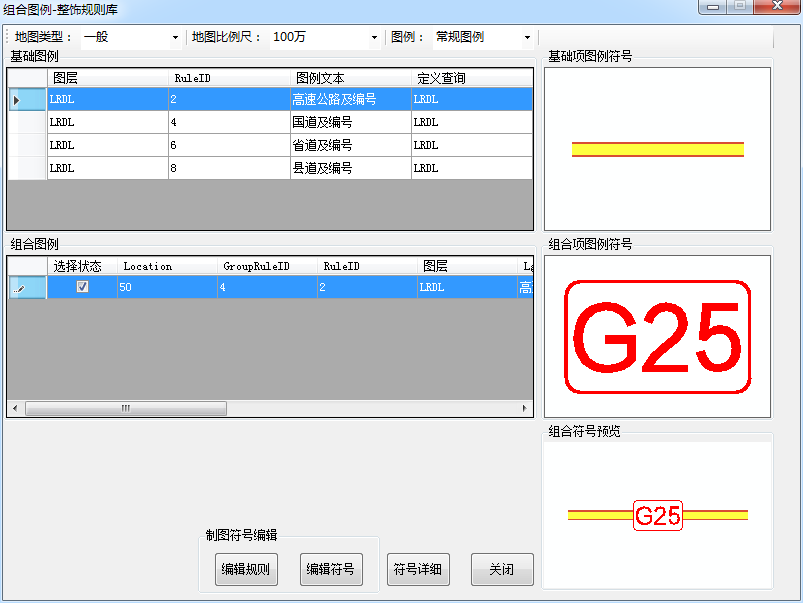 组合图例-整饰规则库
地图类型： 一般 地图比例尺： 100万 图例： 常规图例
基础图例
图层 RuleID 图例文本 定义查询
LRDL 2 高速公路及编号 LRDL
LRDL 4 国道及编号 LRDL
LRDL 6 省道及编号 LRDL
LRDL 8 县道及编号 LRDL
基础项图例符号
组合图例
选择状态 Location GroupRuleID RuleID 图层 La
50 4 2 LRDL 高
组合项图例符号
G25
组合符号预览
G25
制图符号编辑
编辑规则 编辑符号 符号详细 关闭